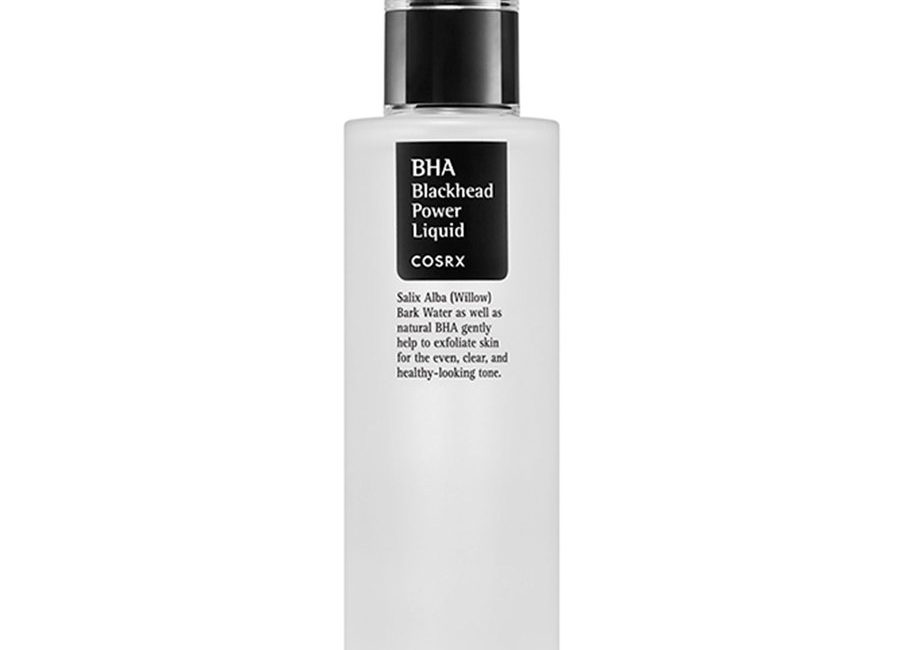 BHA
Blackhead
Power
Liquid
COSRX
Salix Alba (Willow)
Bark Water as well as
natural BHA gently
help to exfoliate skin
for the even, clear, and
healthy-looking tone.